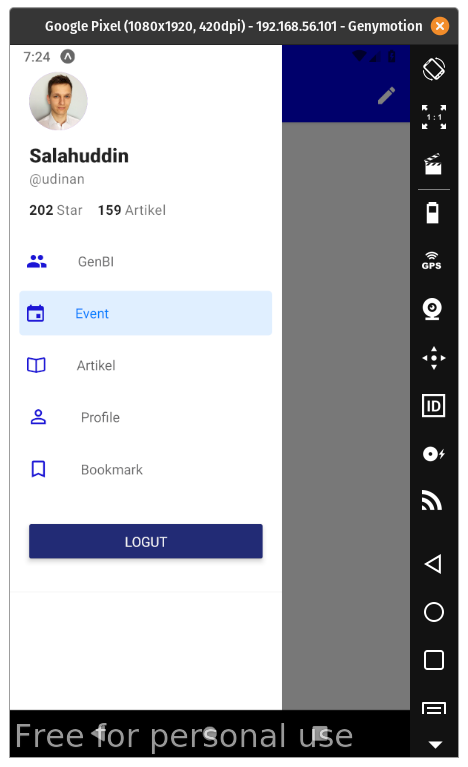 Google Pixel (1080x1920, 420dpi) - 192.168.56.101 - Genymotion
7:24
1:1
Salahuddin
@udinan
202 Star 159 Artikel
GPS
GenBI
Event
Artikel
ID
Profile
Bookmark
LOGUT
Free for personal use